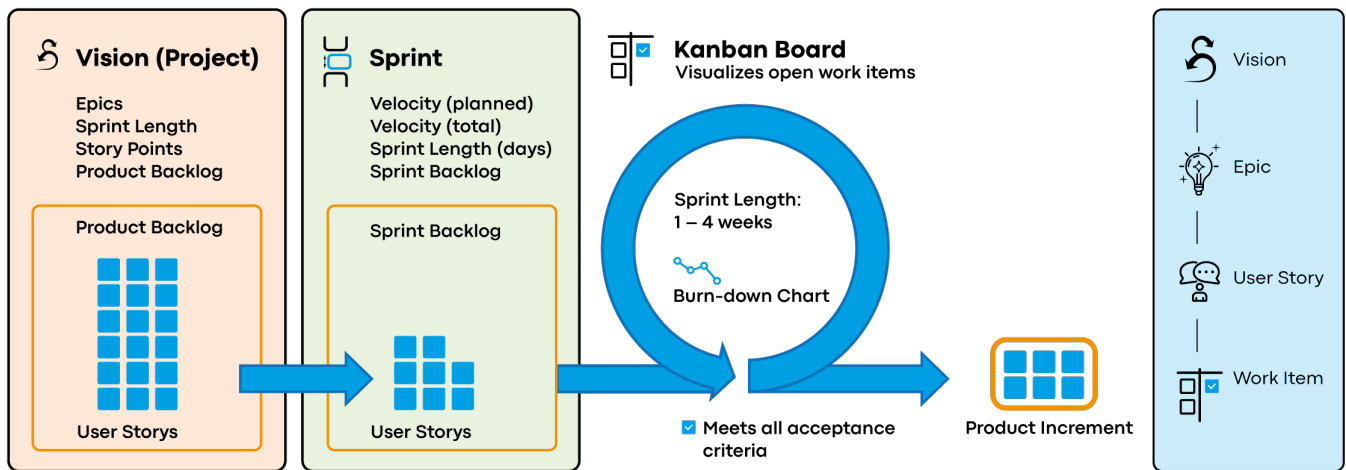 Vision (Project)
Epics
Sprint Length
Story Points
Product Backlog
Product Backlog
User Storys
Sprint
Velocity (planned)
Velocity (total)
Sprint Length (days)
Sprint Backlog
Sprint Backlog
User Storys
Kanban Board
Visualizes open work items
Sprint Length:
1 – 4 weeks
Burn-down Chart
Meets all acceptance
criteria
Product Increment
Vision
Epic
User Story
Work Item